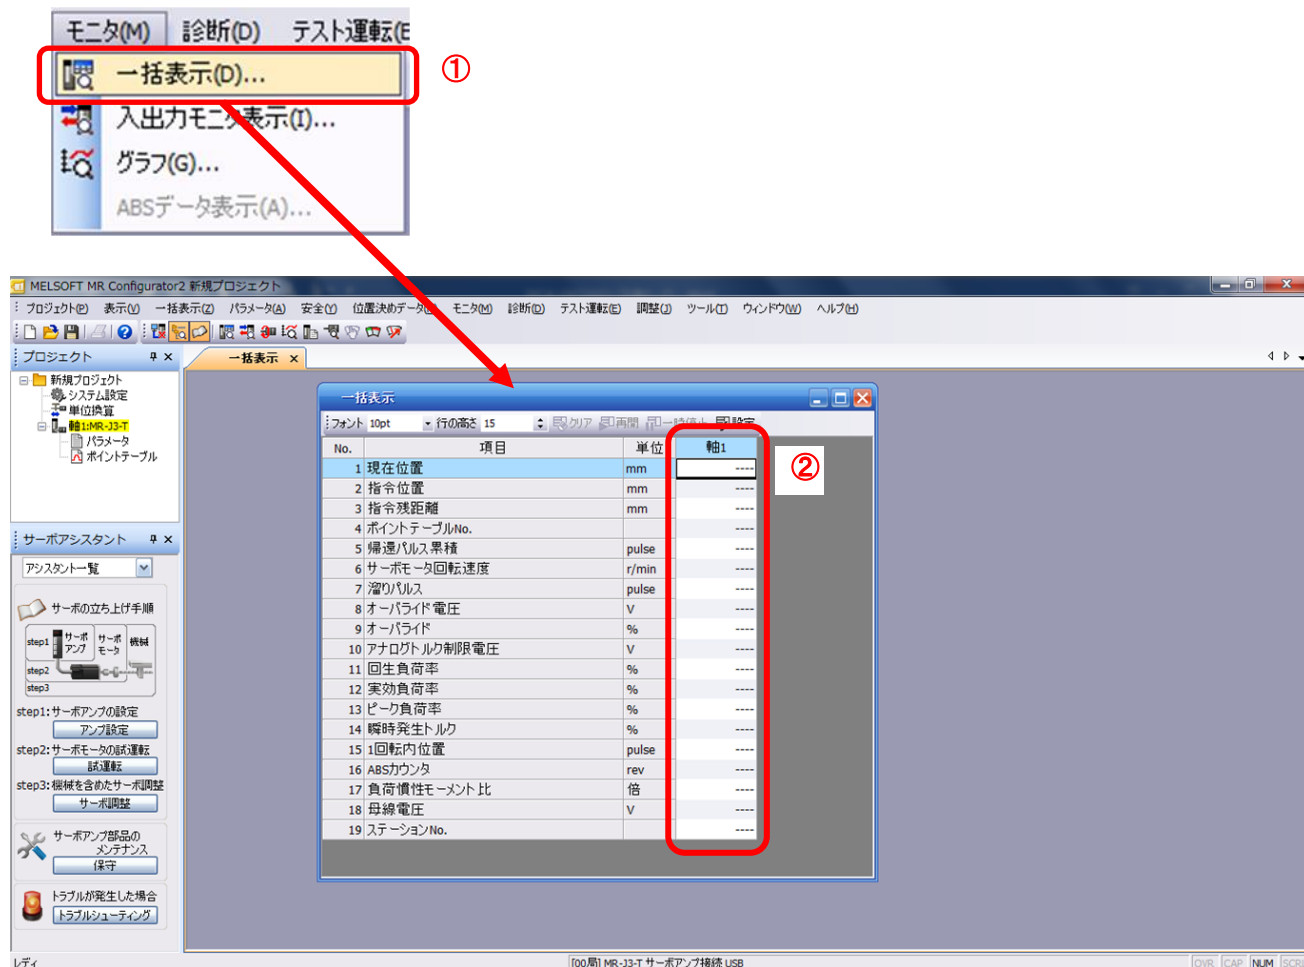 モニタ(M) 診断(D) テスト運転(E
一括表示(D)...
①
入出力モニタ表示(I)...
グラフ(G)...
ABSデータ表示(A)...
MELSOFT MR Configurator2 新規プロジェクト
プロジェクト(P) 表示(V) 一括表示(Z) パラメータ(A) 安全(Y) 位置決めデータ モニタ(M) 診断(D) テスト運転(E) 調整(J) ツール(T) ウィンドウ(W) ヘルプ(H)
プロジェクト
一括表示
新規プロジェクト
システム設定
単位換算
軸1:MR-J3-T
パラメータ
ポイントテーブル
一括表示
フォント 10pt 行の高さ 15 クリア 再開 一時停止 設定
No. 項目 単位 軸1
②
1 現在位置 mm ----
2 指令位置 mm ----
3 指令残距離 mm ----
4 ポイントテーブルNo. ----
5 帰還パルス累積 pulse ----
6 サーボモータ回転速度 r/min ----
7 溜りパルス pulse ----
8 オーバライド電圧 V ----
9 オーバライド % ----
10 アナログトルク制限電圧 V ----
11 回生負荷率 % ----
12 実効負荷率 % ----
13 ピーク負荷率 % ----
14 瞬時発生トルク % ----
15 1回転内位置 pulse ----
16 ABSカウンタ rev ----
17 負荷慣性モーメント比 倍 ----
18 母線電圧 V ----
19 ステーションNo. ----
サーボアシスタント
アシスタント一覧
サーボの立ち上げ手順
step1 サーボアンプ サーボモータ 機械
step2
step3
step1:サーボアンプの設定
アンプ設定
step2:サーボモータの試運転
試運転
step3:機械を含めたサーボ調整
サーボ調整
サーボアンプ部品の
メンテナンス
保守
トラブルが発生した場合
トラブルシューティング
レディ [00局] MR-J3-T サーボアンプ接続 USB OVR CAP NUM SCRL